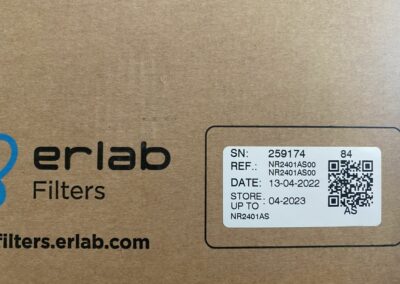 erlab
Filters
filters.erlab.com
SN: 259174 84
REF.: NR2401AS00
NR2401AS00
DATE: 13-04-2022
STORE UP TO : 04-2023
NR2401AS
AS